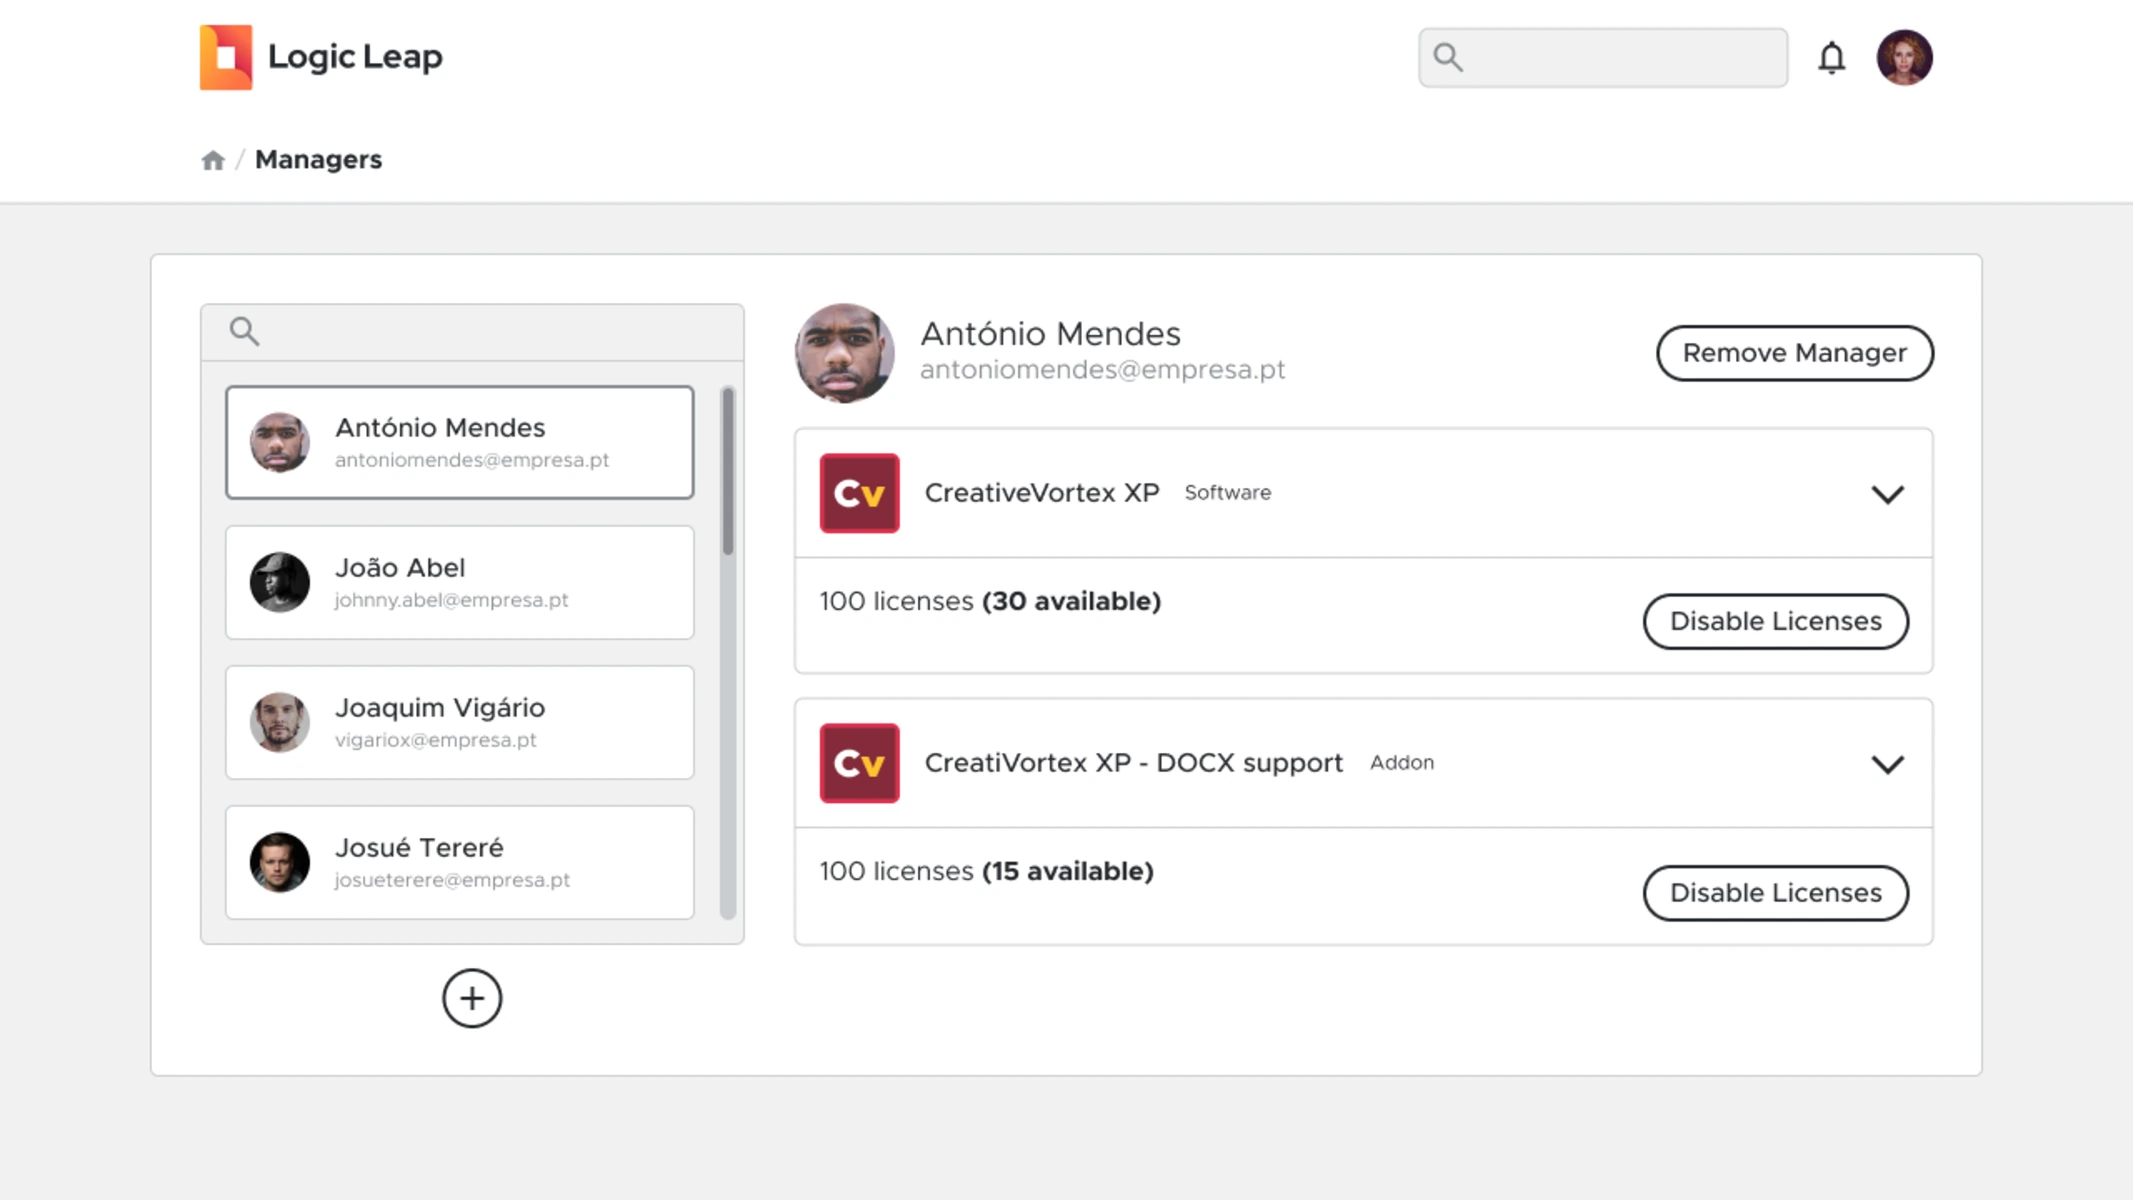 Logic Leap
/ Managers
António Mendes
antoniomendes@empresa.pt
João Abel
johnny.abel@empresa.pt
Joaquim Vigário
vigariox@empresa.pt
Josué Tereré
josueterere@empresa.pt
António Mendes
antoniomendes@empresa.pt
Remove Manager
Cv CreativeVortex XP Software
100 licenses (30 available)
Disable Licenses
Cv CreatiVortex XP - DOCX support Addon
100 licenses (15 available)
Disable Licenses